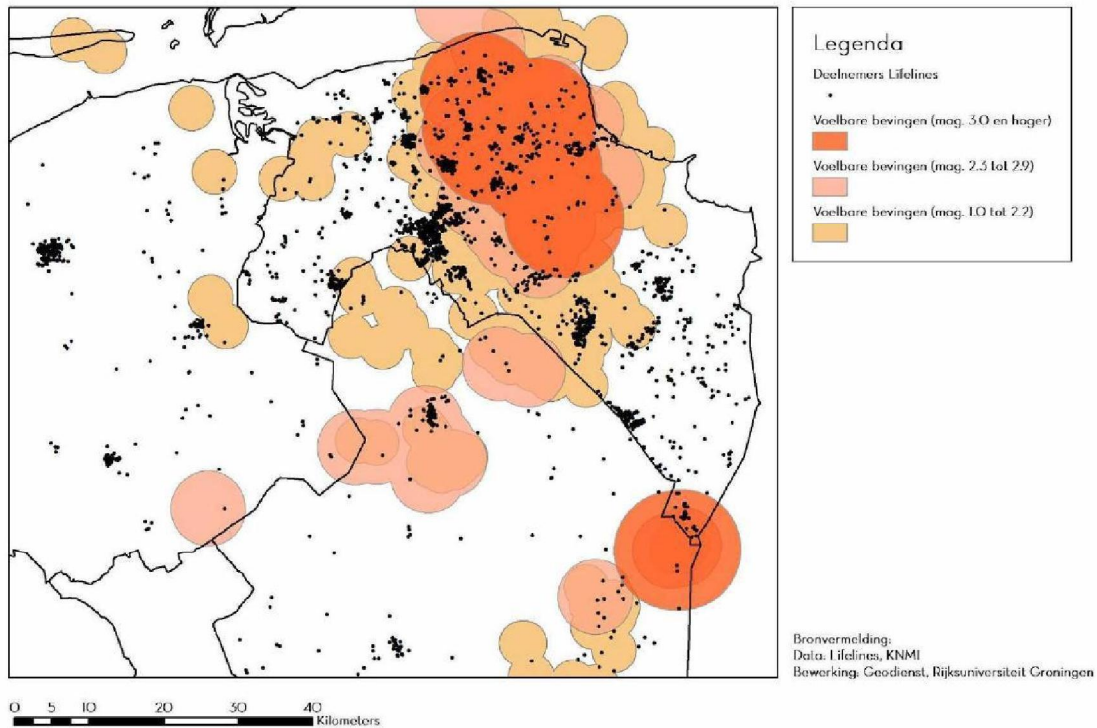 Legenda
Deelnemers Lifelines
Voelbare bevingen (mag. 3.0 en hoger)
Voelbare bevingen (mag. 2.3 tot 2.9)
Voelbare bevingen (mag. 1.0 tot 2.2)
Bronvermelding:
Data: Lifelines, KNMI
Bewerking: Geodienst, Rijksuniversiteit Groningen
0 5 10 20 30 40
Kilometers